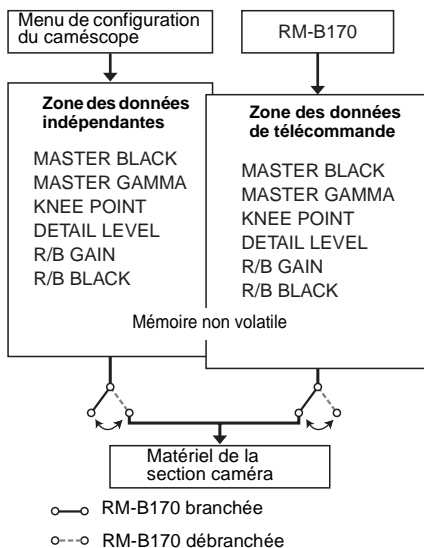 Menu de configuration
du caméscope
RM-B170
Zone des données
indépendantes
MASTER BLACK
MASTER GAMMA
KNEE POINT
DETAIL LEVEL
R/B GAIN
R/B BLACK
Zone des données
de télécommande
MASTER BLACK
MASTER GAMMA
KNEE POINT
DETAIL LEVEL
R/B GAIN
R/B BLACK
Mémoire non volatile
Matériel de la
section caméra
RM-B170 branchée
RM-B170 débranchée